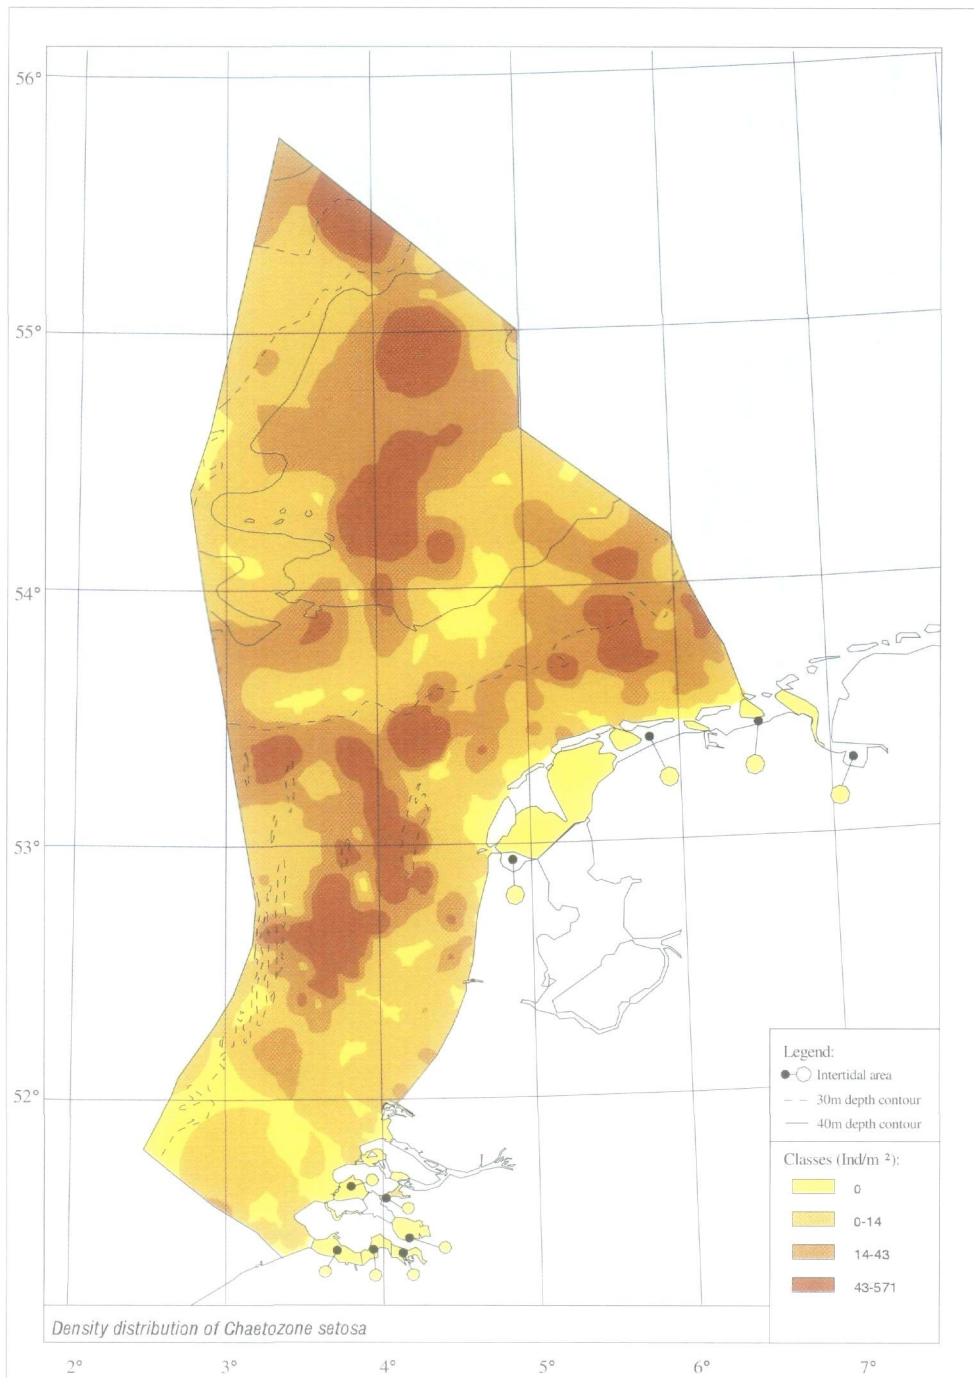 56°
55°
54°
53°
52°
Legend:
Intertidal area
30m depth contour
40m depth contour
Classes (Ind/m ²):
0
0-14
14-43
43-571
Density distribution of Chaetozone setosa
2° 3° 4° 5° 6° 7°